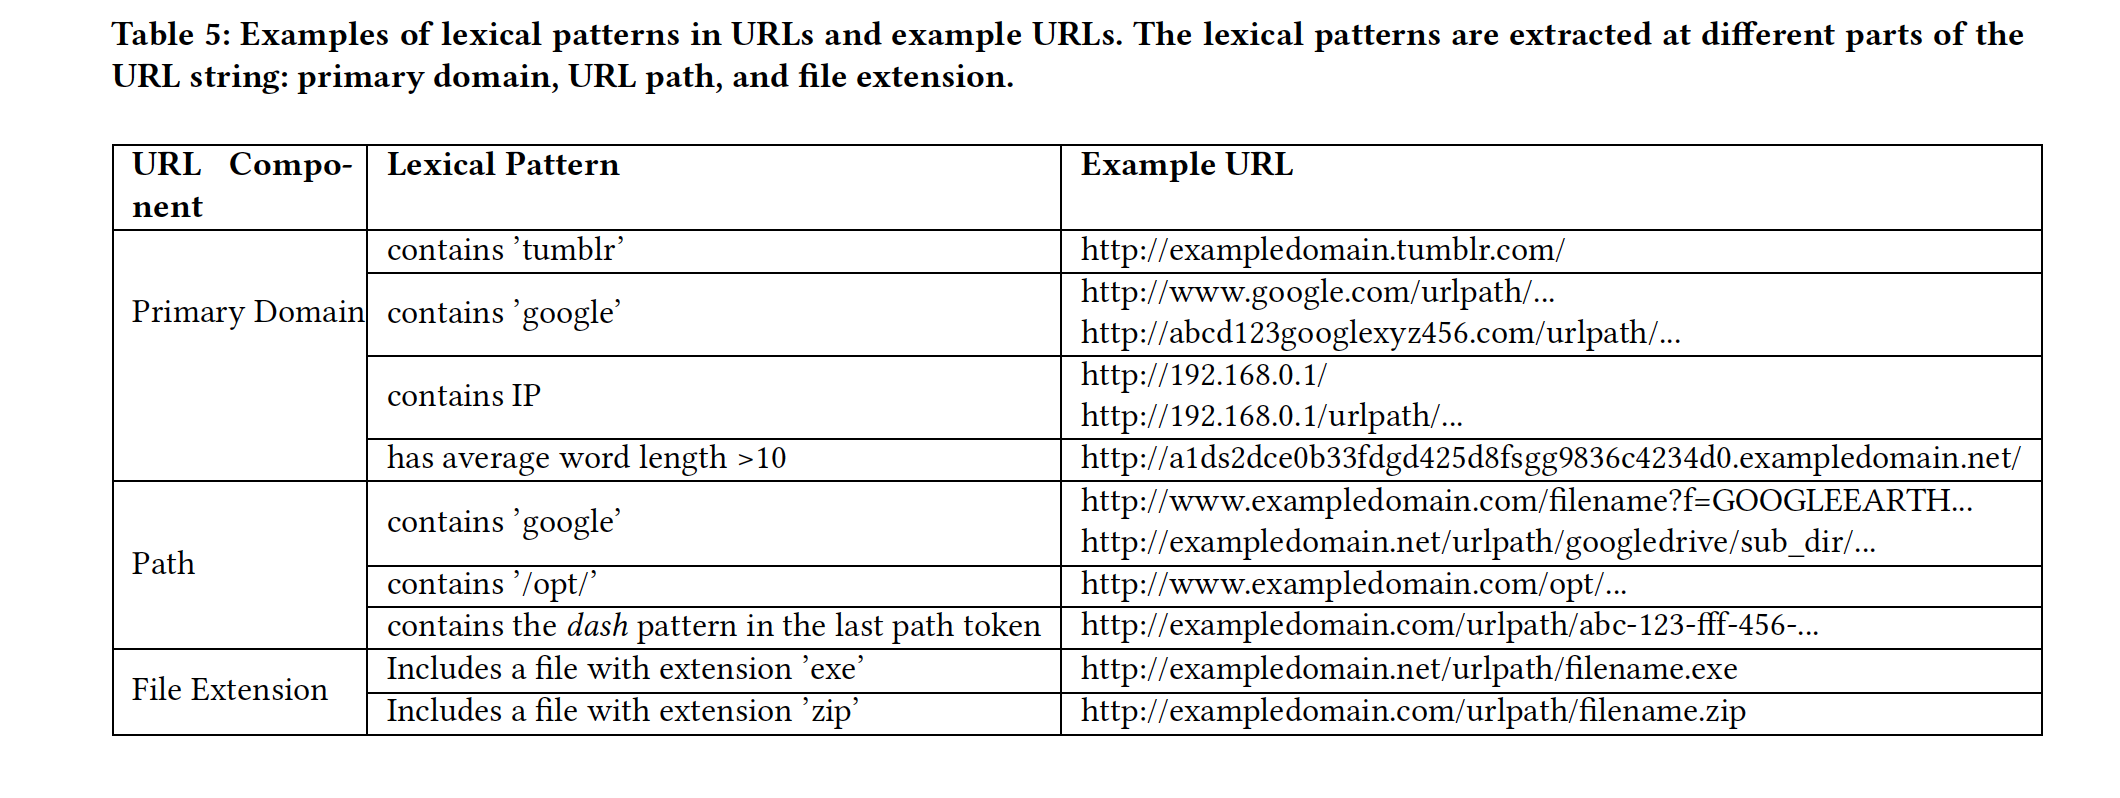 Table 5: Examples of lexical patterns in URLs and example URLs. The lexical patterns are extracted at different parts of the
URL string: primary domain, URL path, and file extension.
URL Compo-
nent
Lexical Pattern
Example URL
Primary Domain
contains ’tumblr’
http://exampledomain.tumblr.com/
contains ’google’
http://www.google.com/urlpath/...
http://abcd123googlexyz456.com/urlpath/...
contains IP
http://192.168.0.1/
http://192.168.0.1/urlpath/...
has average word length >10
http://a1ds2dce0b33fdgd425d8fsgg9836c4234d0.exampledomain.net/
Path
contains ’google’
http://www.exampledomain.com/filename?f=GOOGLEEARTH...
http://exampledomain.net/urlpath/googledrive/sub_dir/...
contains ’/opt/’
http://www.exampledomain.com/opt/...
contains the dash pattern in the last path token
http://exampledomain.com/urlpath/abc-123-fff-456-...
File Extension
Includes a file with extension ’exe’
http://exampledomain.net/urlpath/filename.exe
Includes a file with extension ’zip’
http://exampledomain.com/urlpath/filename.zip